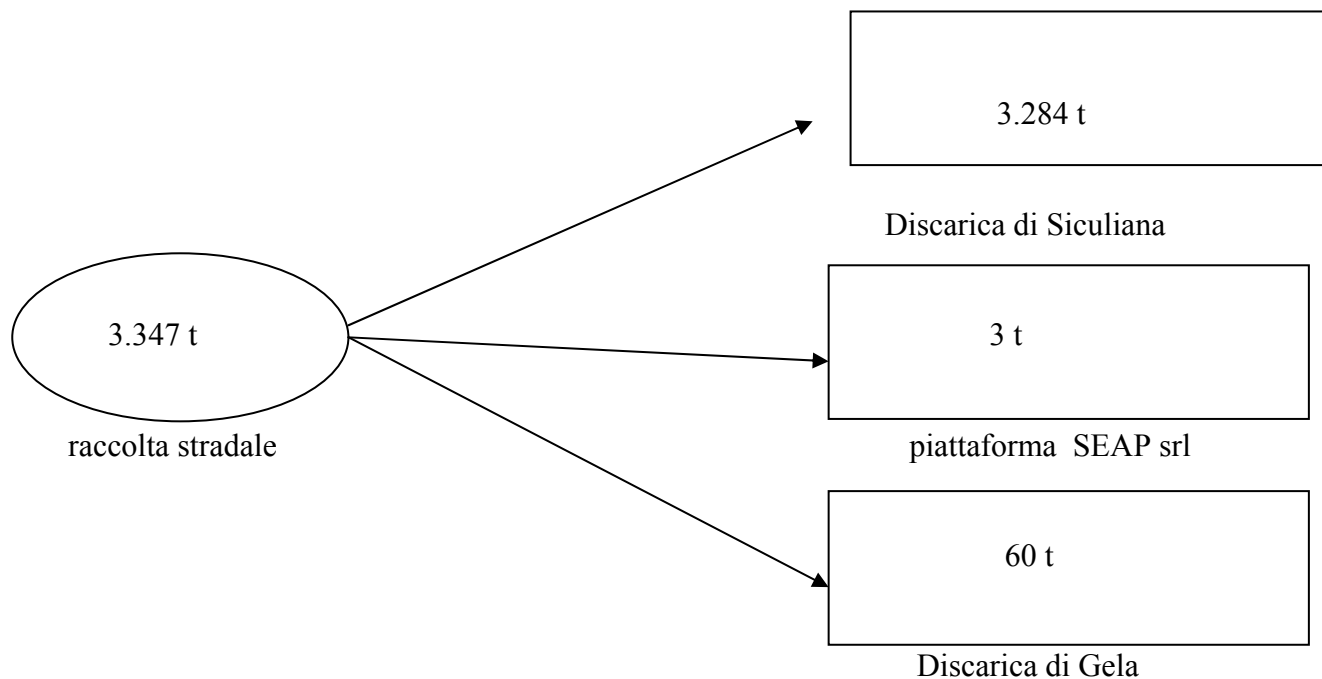 3.284 t
Discarica di Siculiana
3.347 t
raccolta stradale
3 t
piattaforma SEAP srl
60 t
Discarica di Gela